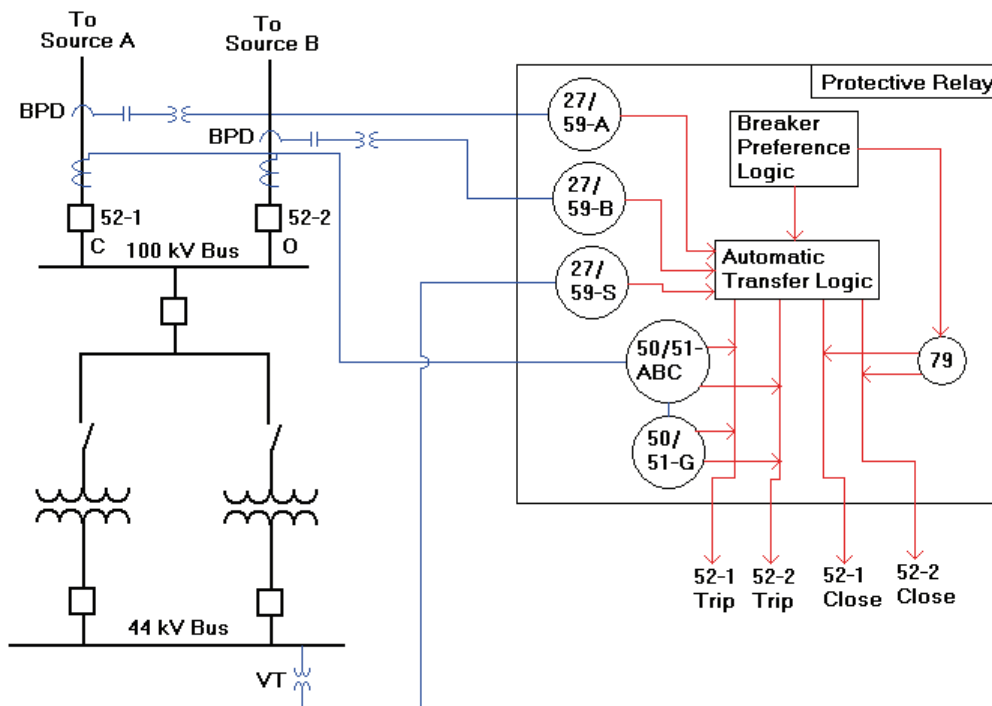 To
Source A
To
Source B
BPD
BPD
52-1
52-2
C
O
100 kV Bus
44 kV Bus
VT
Protective Relay
27/
59-A
27/
59-B
27/
59-S
50/51-
ABC
50/
51-G
Breaker
Preference
Logic
Automatic
Transfer Logic
79
52-1
Trip
52-2
Trip
52-1
Close
52-2
Close